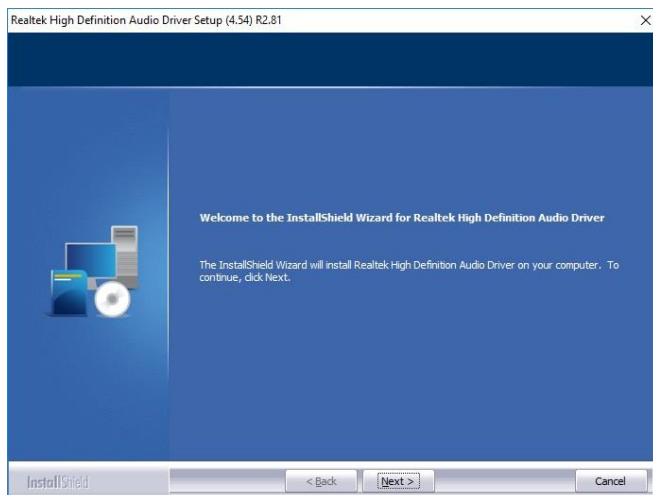 Realtek High Definition Audio Driver Setup (4.54) R2.81
Welcome to the InstallShield Wizard for Realtek High Definition Audio Driver
The InstallShield Wizard will install Realtek High Definition Audio Driver on your computer. To
continue, click Next.
InstallShield
< Back
Next >
Cancel